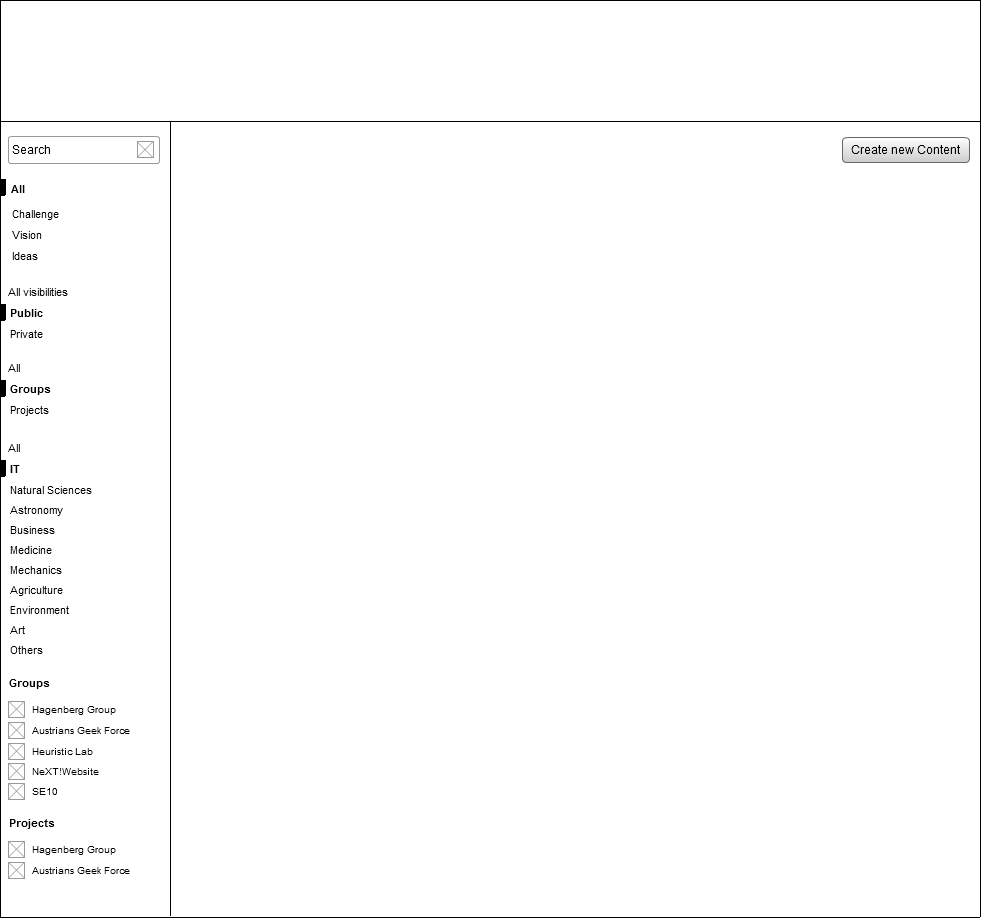 Search
Create new Content
All
Challenge
Vision
Ideas
All visibilities
Public
Private
All
Groups
Projects
All
IT
Natural Sciences
Astronomy
Business
Medicine
Mechanics
Agriculture
Environment
Art
Others
Groups
Hagenberg Group
Austrians Geek Force
Heuristic Lab
NeXT!Website
SE10
Projects
Hagenberg Group
Austrians Geek Force